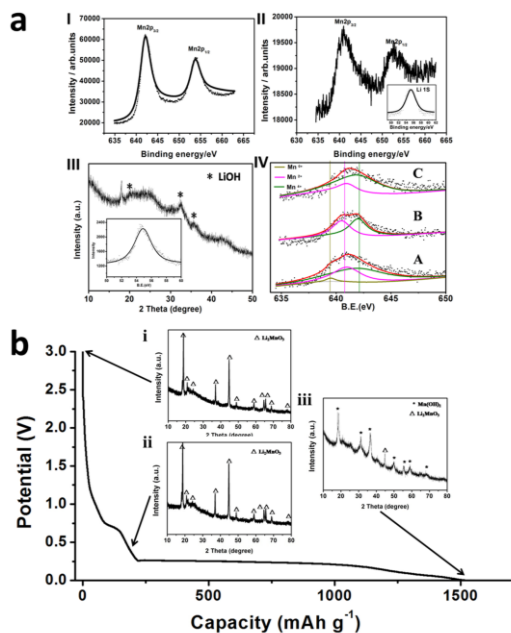 a
I
Mn2p3/2
Mn2p1/2
Intensity / arb.units
60000
50000
40000
30000
20000
635 640 645 650 655 660 665
Binding energy/eV
II
Mn2p3/2
Mn2p1/2
Intensity / arb.units
20000
19000
18000
Li 1S
Binding energy/eV
630 635 640 645 650 655 660 665
Binding energy/eV
III
* LiOH
Intensity (a.u.)
Intensity
B.E.(eV)
10 20 30 40 50
2 Theta (degree)
IV
Mn
Mn
Mn
C
B
A
635 640 645 650
B.E.(eV)
b
Potential (V)
3.0
2.5
2.0
1.5
1.0
0.5
0.0
0 500 1000 1500
Capacity (mAh g-1)
i
△ Li2MnO3
Intensity (a.u.)
10 20 30 40 50 60 70 80
2 Theta (degree)
ii
△ Li2MnO3
Intensity (a.u.)
10 20 30 40 50 60 70 80
2 Theta (degree)
iii
* Mn(OH)2
△ Li2MnO3
Intensity (a.u.)
10 20 30 40 50 60 70 80
2 Theta (degree)